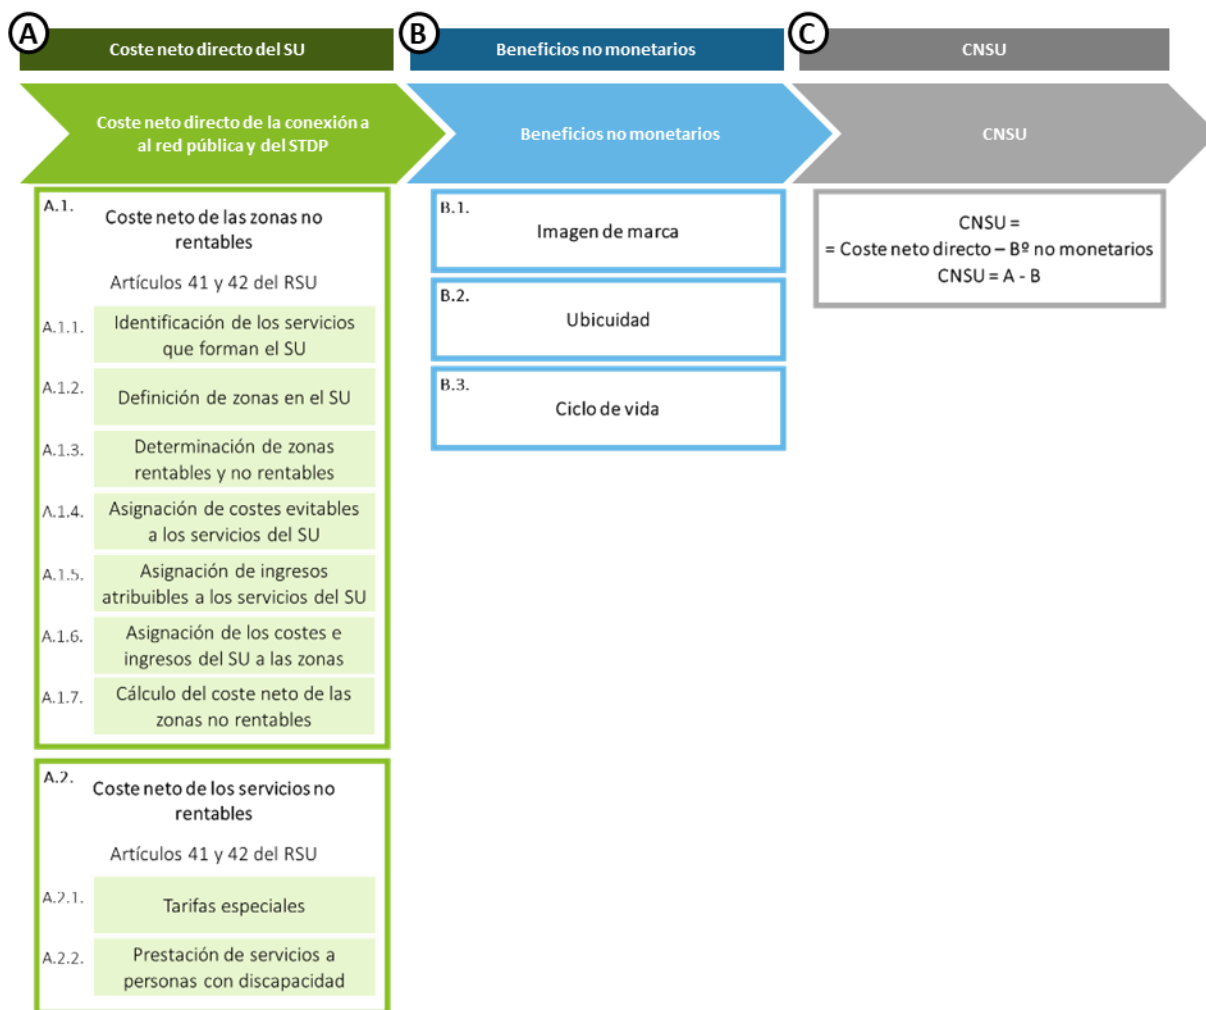 A
Coste neto directo del SU
B
Beneficios no monetarios
C
CNSU
Coste neto directo de la conexión a
al red pública y del STDP
Beneficios no monetarios
CNSU
A.1.
Coste neto de las zonas no
rentables
Artículos 41 y 42 del RSU
A.1.1.
Identificación de los servicios
que forman el SU
A.1.2.
Definición de zonas en el SU
A.1.3.
Determinación de zonas
rentables y no rentables
A.1.4.
Asignación de costes evitables
a los servicios del SU
A.1.5.
Asignación de ingresos
atribuibles a los servicios del SU
A.1.6.
Asignación de los costes e
ingresos del SU a las zonas
A.1.7.
Cálculo del coste neto de las
zonas no rentables
A.2.
Coste neto de los servicios no
rentables
Artículos 41 y 42 del RSU
A.2.1.
Tarifas especiales
A.2.2.
Prestación de servicios a
personas con discapacidad
B.1.
Imagen de marca
B.2.
Ubicuidad
B.3.
Ciclo de vida
CNSU =
= Coste neto directo – Bº no monetarios
CNSU = A - B